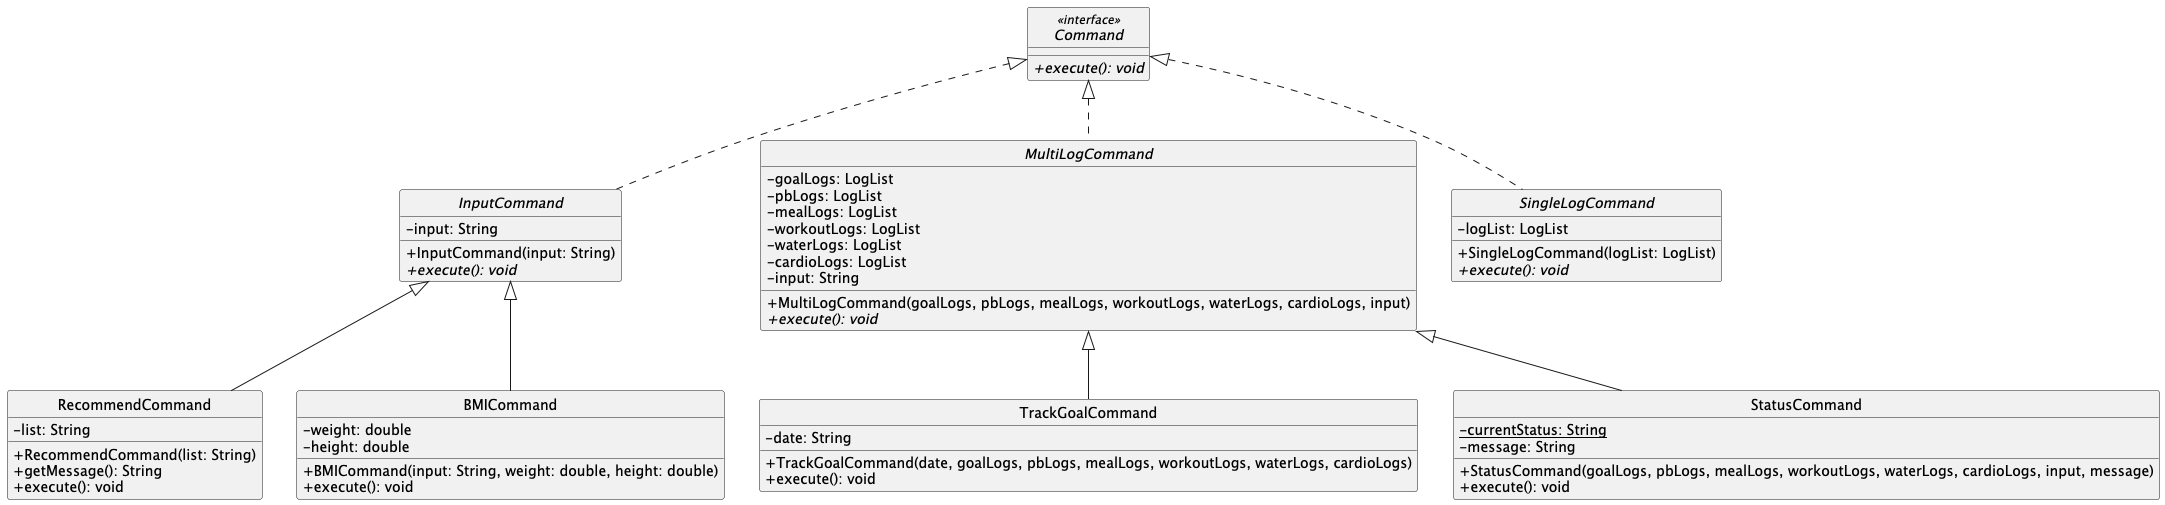 «interface»
Command
+execute(): void
MultiLogCommand
-goalLogs: LogList
-pbLogs: LogList
-mealLogs: LogList
-workoutLogs: LogList
-waterLogs: LogList
-cardioLogs: LogList
-input: String
+MultiLogCommand(goalLogs, pbLogs, mealLogs, workoutLogs, waterLogs, cardioLogs, input)
+execute(): void
InputCommand
-input: String
+InputCommand(input: String)
+execute(): void
SingleLogCommand
-logList: LogList
+SingleLogCommand(logList: LogList)
+execute(): void
RecommendCommand
-list: String
+RecommendCommand(list: String)
+getMessage(): String
+execute(): void
BMICommand
-weight: double
-height: double
+BMICommand(input: String, weight: double, height: double)
+execute(): void
TrackGoalCommand
-date: String
+TrackGoalCommand(date, goalLogs, pbLogs, mealLogs, workoutLogs, waterLogs, cardioLogs)
+execute(): void
StatusCommand
-currentStatus: String
-message: String
+StatusCommand(goalLogs, pbLogs, mealLogs, workoutLogs, waterLogs, cardioLogs, input, message)
+execute(): void